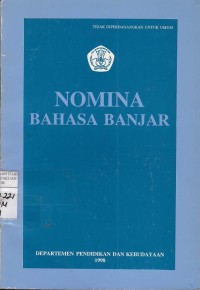 TIDAK DIPERDAGANGKAN UNTUK UMUM
NOMINA
BAHASA BANJAR
DEPARTEMEN PENDIDIKAN DAN KEBUDAYAAN
1998